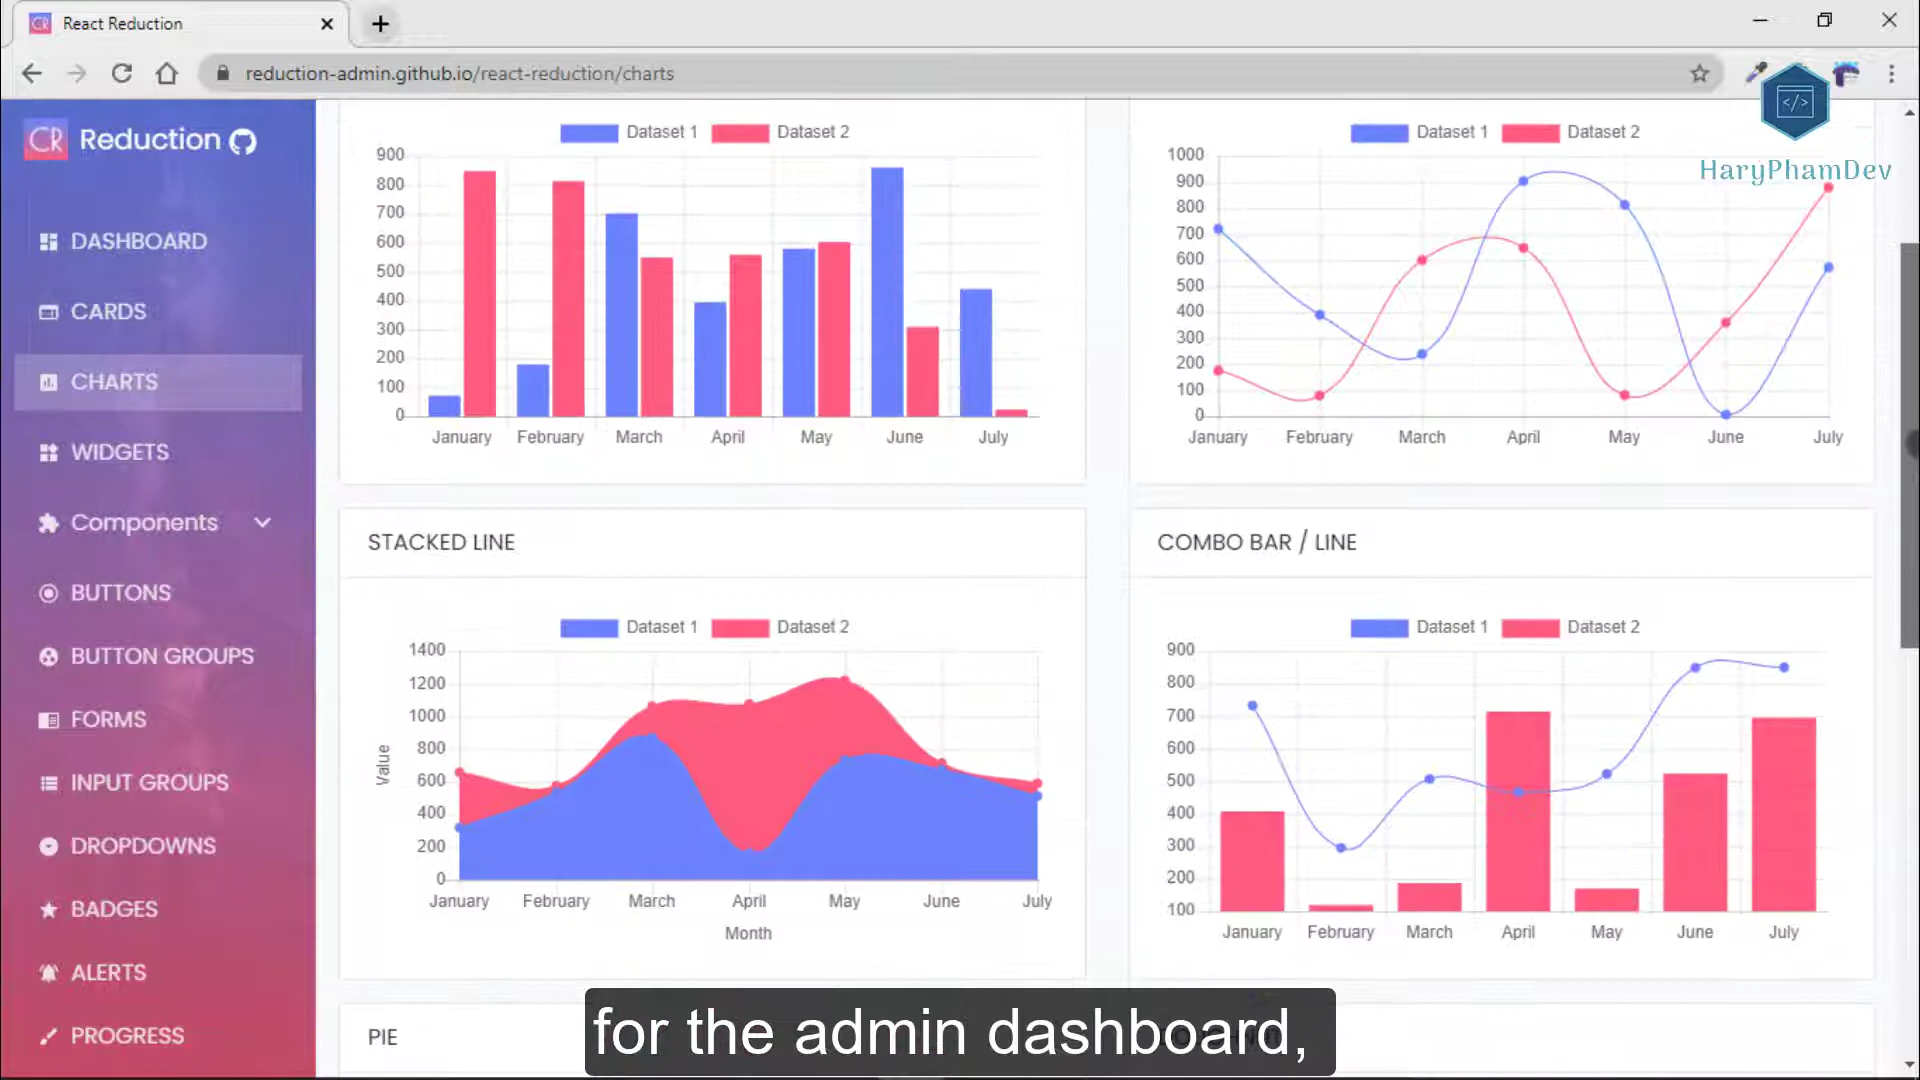 React Reduction
reduction-admin.github.io/react-reduction/charts
HaryPhamDev
CR Reduction
DASHBOARD
CARDS
CHARTS
WIDGETS
Components
BUTTONS
BUTTON GROUPS
FORMS
INPUT GROUPS
DROPDOWNS
BADGES
ALERTS
PROGRESS
Dataset 1 Dataset 2
900
800
700
600
500
400
300
200
100
0
January February March April May June July
Dataset 1 Dataset 2
1000
900
800
700
600
500
400
300
200
100
0
January February March April May June July
STACKED LINE
Dataset 1 Dataset 2
1400
1200
1000
800
600
400
200
0
Value
January February March April May June July
Month
COMBO BAR / LINE
Dataset 1 Dataset 2
900
800
700
600
500
400
300
200
100
January February March April May June July
PIE
for the admin dashboard,